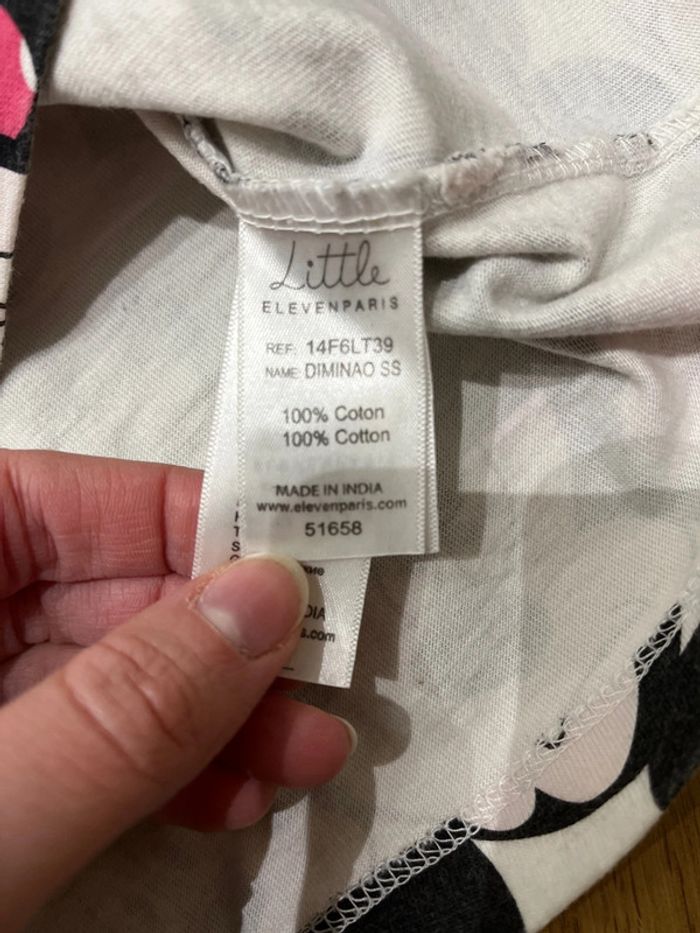 Little
ELEVENPARIS
REF: 14F6LT39
NAME: DIMINAO SS
100% Coton
100% Cotton
MADE IN INDIA
www.elevenparis.com
51658